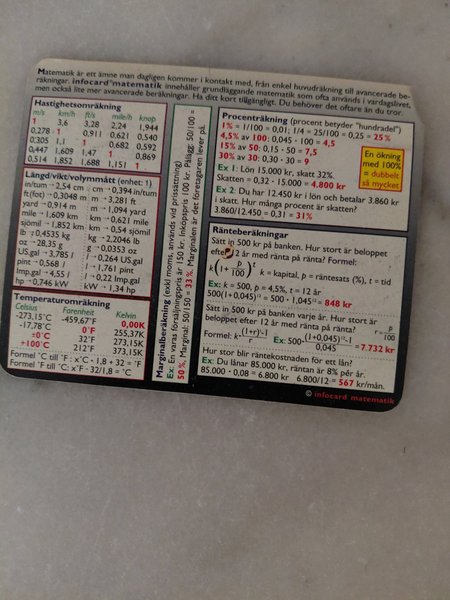 Matematik är ett ämne man dagligen kommer i kontakt med, från enkel huvudräkning till avancerade be-
räkningar. infocard®matematik innehåller grundläggande matematik som ofta används i vardagslivet,
men också lite mer avancerade beräkningar. Ha ditt kort tillgängligt. Du behöver det oftare än du tror.
Hastighetsomräkning
m/s km/h ft/s mile/h knop
1 3,6 3,28 2,24 1,944
0,278 1 0,911 0,621 0,540
0,305 1,1 1 0,682 0,592
0,447 1,609 1,47 1 0,869
0,514 1,852 1,688 1,151 1
Längd/vikt/volymmått (enhet: 1)
in/tum→2,54 cm cm→0,394 in/tum
ft(fot)→0,3048 m m→3,281 ft
yard→0,914 m m→1,094 yard
mile→1,609 km km→0,621 mile
sjömil→1,852 km km→0,54 sjömil
lb→0,4535 kg kg→2,2046 lb
oz→28,35 g g→0,0353 oz
US.gal→3,785 l l→0,264 US.gal
pint→0,568 l l→1,761 pint
Imp.gal→4,55 l l→0,22 Imp.gal
hp→0,746 kW kW→1,34 hp
Temperaturomräkning
Celsius Farenheit Kelvin
-273,15°C -459,67°F 0,00K
-17,78°C 0°F 255,37K
±0°C 32°F 273,15K
+100°C 212°F 373,15K
Formel °C till °F : x°C · 1,8 + 32 = °F
Formel °F till °C: x°F - 32/1,8 = °C
Marginalberäkning (exkl moms, används vid prissättning)
Ex: En varas försäljningspris är 150 kr. Inköpspris 100 kr. Pålägg: 50/100 =
50 %. Marginal: 50/150 = 33 %. Marginalen är det företagaren lever på.
Procenträkning (procent betyder "hundradel")
1% = 1/100 = 0,01; 1/4 = 25/100 = 0,25 = 25%
4,5% av 100: 0,045 · 100 = 4,5
15% av 50: 0,15 · 50 = 7,5
30% av 30: 0,30 · 30 = 9
En ökning
med 100%
= dubbelt
så mycket
Ex 1: Lön 15.000 kr, skatt 32%.
Skatten = 0,32 · 15.000 = 4.800 kr
Ex 2: Du har 12.450 kr i lön och betalar 3.860 kr
i skatt. Hur många procent är skatten?
3.860/12.450 = 0,31 = 31%
Ränteberäkningar
Sätt in 500 kr på banken. Hur stort är beloppet
efter 12 år med ränta på ränta? Formel:
k(1+p/100)^t k = kapital, p = räntesats (%), t = tid
Ex: k = 500, p = 4,5%, t = 12 år
500(1+0,045)¹² = 500 · 1,045¹² = 848 kr
Sätt in 500 kr på banken varje år. Hur stort är
beloppet efter 12 år med ränta på ränta? r=p/100
Formel: k·(1+r)ᵗ-1/r Ex: 500·(1+0,045)¹²-1/0,045 = 7.732 kr
Hur stor blir räntekostnaden för ett lån?
Ex: Du lånar 85.000 kr, räntan är 8% per år.
85.000 · 0,08 = 6.800 kr 6.800/12 = 567 kr/mån.
© infocard matematik